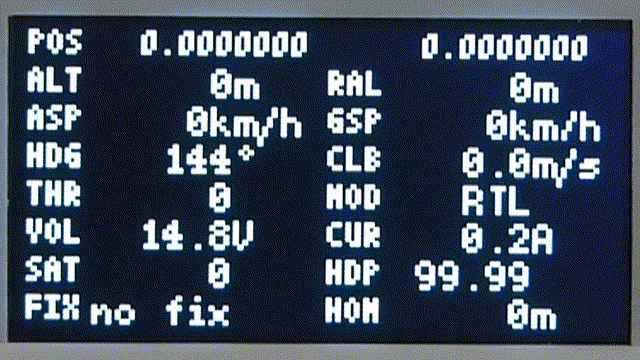 POS 0.0000000 0.0000000
ALT 0m RAL 0m
ASP 0km/h GSP 0km/h
HDG 144° CLB 0.0m/s
THR 0 MOD RTL
VOL 14.8V CUR 0.2A
SAT 0 HDP 99.99
FIX no fix HOM 0m